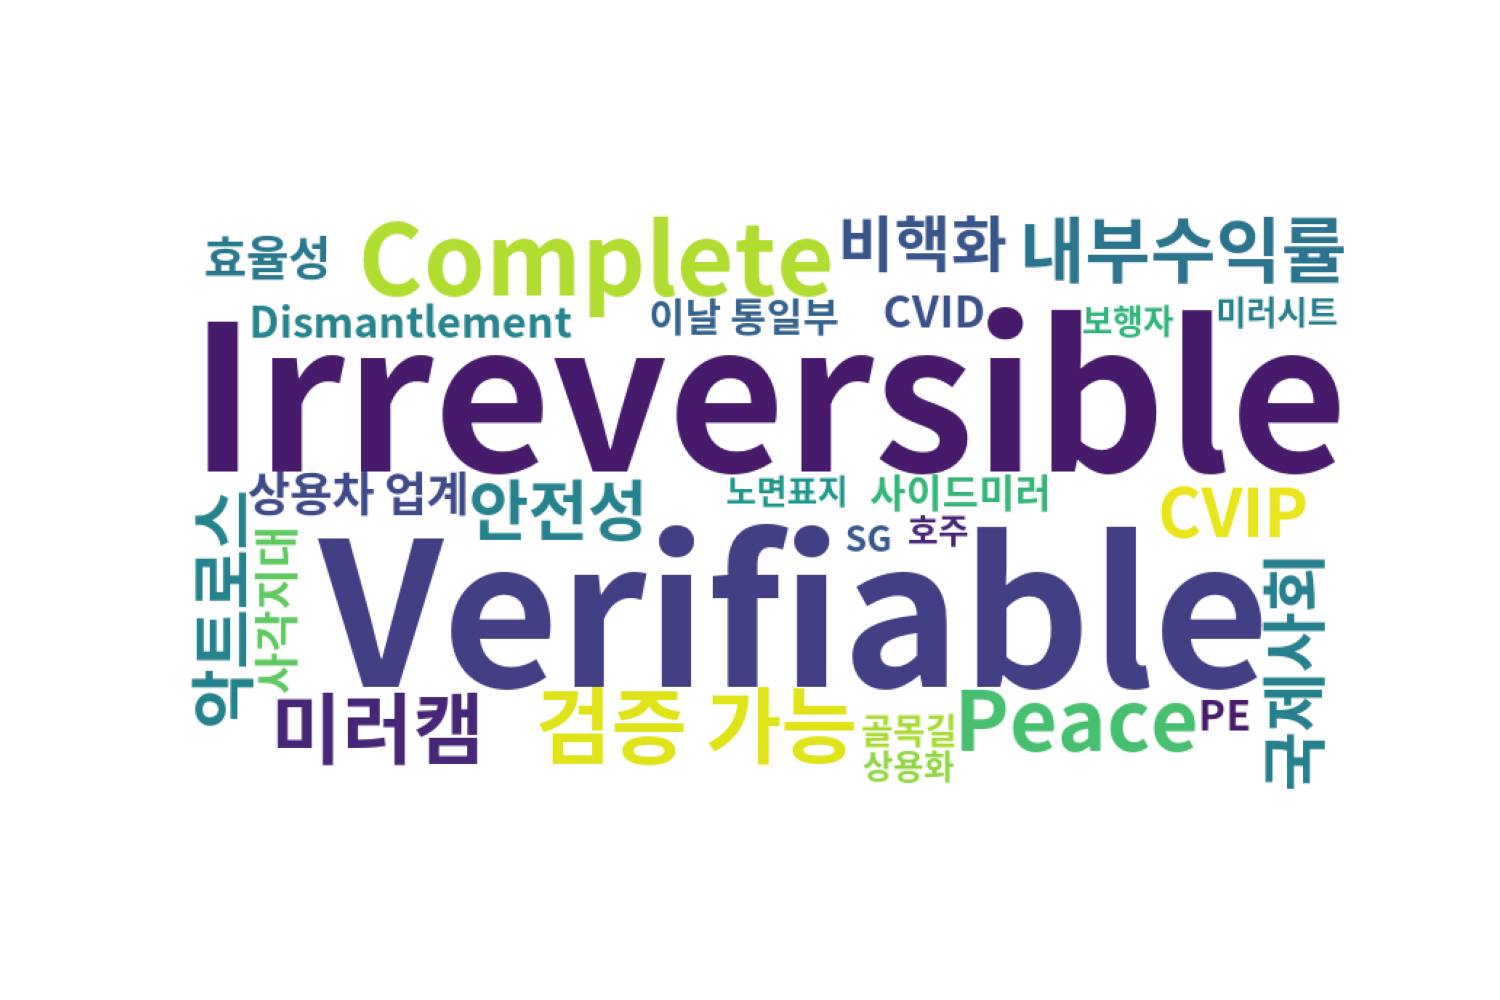 효율성 Complete 비핵화 내부수익률
Dismantlement 이날 통일부 CVID 보행자 미러시트
Irreversible
상용차 업계 안전성 노면표지 사이드미러 CVIP
SG 호주
악트로스 사각지대 Verifiable 국제사회
미러캠 검증 가능 골목길 Peace PE
상용화